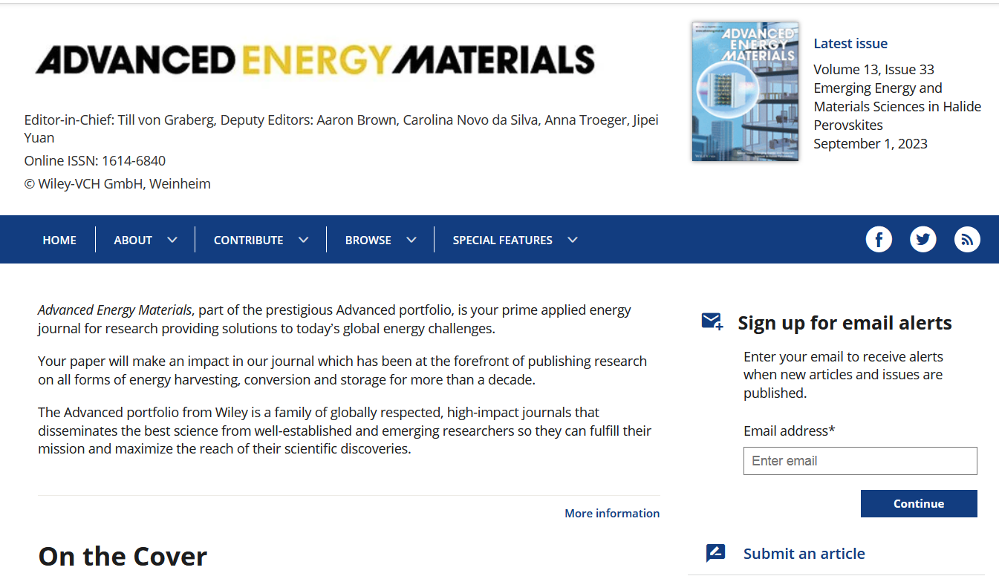 ADVANCED ENERGY MATERIALS
Editor-in-Chief: Till von Graberg, Deputy Editors: Aaron Brown, Carolina Novo da Silva, Anna Troeger, Jipei
Yuan
Online ISSN: 1614-6840
© Wiley-VCH GmbH, Weinheim
ADVANCED
ENERGY
MATERIALS
WILEY-VCH
Latest issue
Volume 13, Issue 33
Emerging Energy and
Materials Sciences in Halide
Perovskites
September 1, 2023
HOME
ABOUT
CONTRIBUTE
BROWSE
SPECIAL FEATURES
Advanced Energy Materials, part of the prestigious Advanced portfolio, is your prime applied energy
journal for research providing solutions to today's global energy challenges.
Your paper will make an impact in our journal which has been at the forefront of publishing research
on all forms of energy harvesting, conversion and storage for more than a decade.
The Advanced portfolio from Wiley is a family of globally respected, high-impact journals that
disseminates the best science from well-established and emerging researchers so they can fulfill their
mission and maximize the reach of their scientific discoveries.
More information
On the Cover
Sign up for email alerts
Enter your email to receive alerts
when new articles and issues are
published.
Email address*
Enter email
Continue
Submit an article